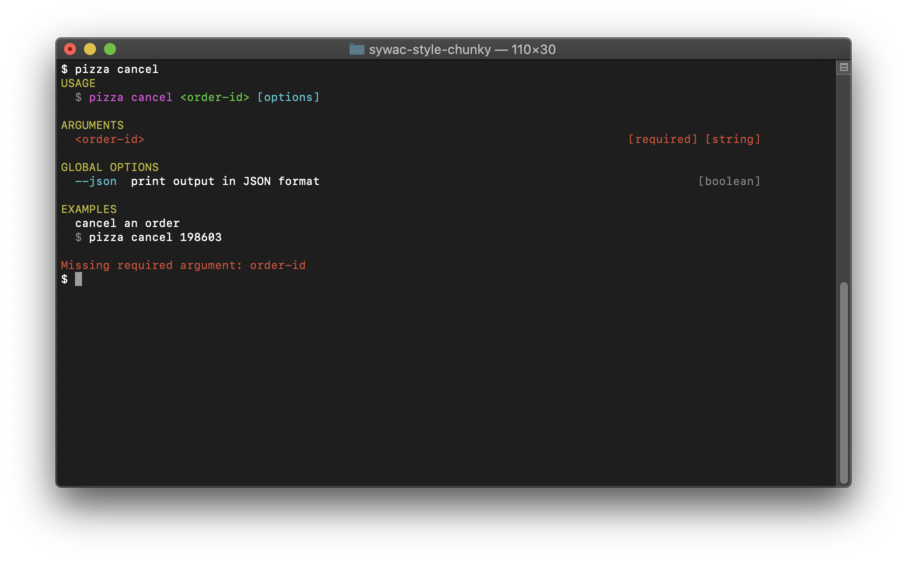 sywac-style-chunky — 110×30
$ pizza cancel
USAGE
$ pizza cancel <order-id> [options]
ARGUMENTS
<order-id> [required] [string]
GLOBAL OPTIONS
--json print output in JSON format [boolean]
EXAMPLES
cancel an order
$ pizza cancel 198603
Missing required argument: order-id
$